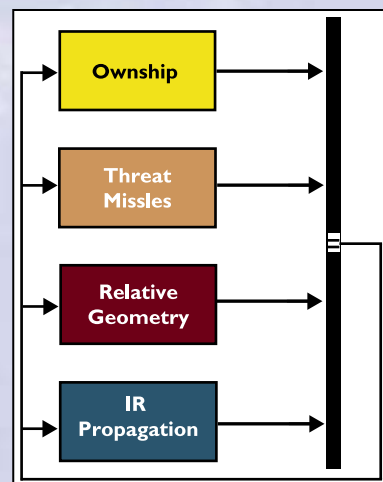 Ownship
Threat
Missles
Relative
Geometry
IR
Propagation